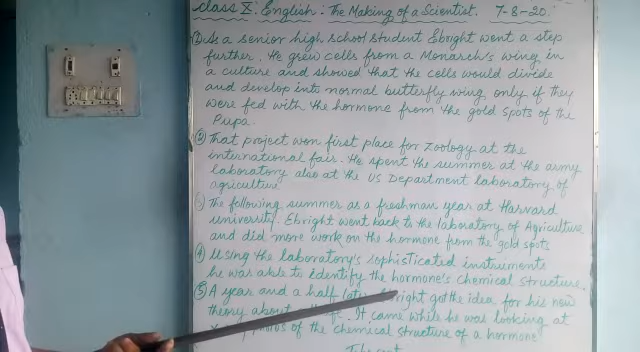 Class X: English: The Making of a Scientist. 7-8-20.
① As a senior high school student Ebright went a step
further. He grew cells from a Monarch's wing in
a culture and showed that the cells would divide
and develop into normal butterfly wing only if they
were fed with the hormone from the gold spots of the
Pupa.
② That project won first place for Zoology at the
international fair. He spent the summer at the army
laboratory also at the US Department laboratory of
agriculture
③ The following summer as a freshman year at Harvard
university. Ebright went back to the laboratory of Agriculture
and did more work on the hormone from the gold spots
④ Using the laboratory's sophisticated instruments
he was able to identify the hormone's chemical structure.
⑤ A year and a half later Ebright got the idea for his new
theory about It came while he was looking at
photos of the chemical structure of a hormone